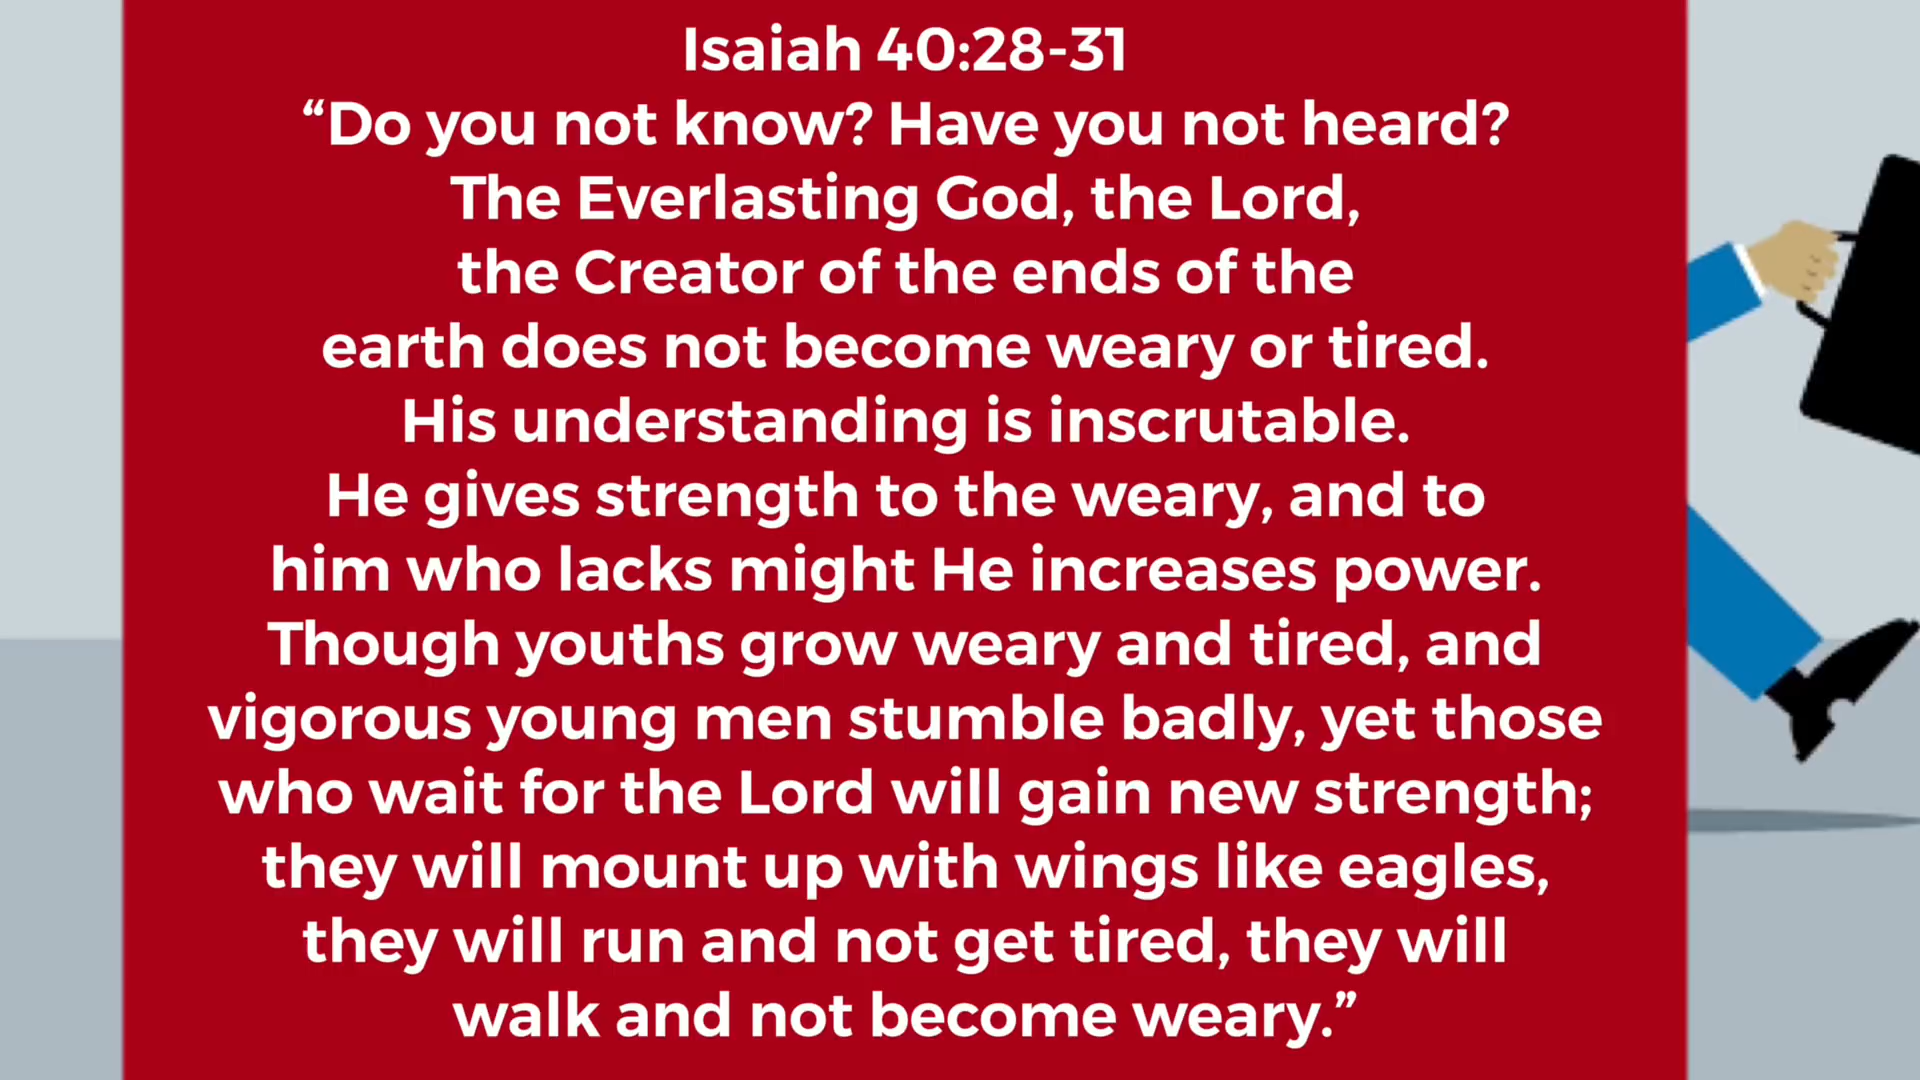 Isaiah 40:28-31
“Do you not know? Have you not heard?
The Everlasting God, the Lord,
the Creator of the ends of the
earth does not become weary or tired.
His understanding is inscrutable.
He gives strength to the weary, and to
him who lacks might He increases power.
Though youths grow weary and tired, and
vigorous young men stumble badly, yet those
who wait for the Lord will gain new strength;
they will mount up with wings like eagles,
they will run and not get tired, they will
walk and not become weary.”